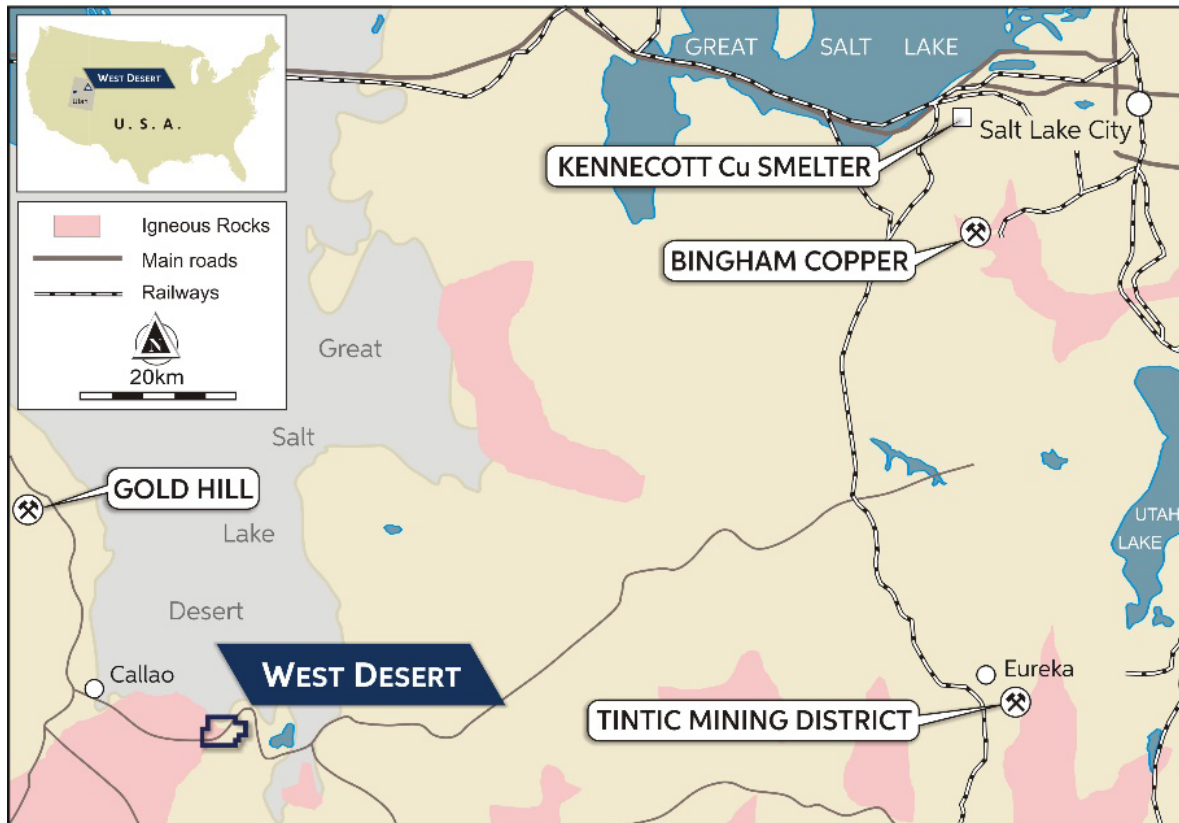 WEST DESERT
Utah
U. S. A.
Igneous Rocks
Main roads
Railways
N
20km
GREAT SALT LAKE
Salt Lake City
KENNECOTT Cu SMELTER
BINGHAM COPPER
Great
Salt
Lake
Desert
GOLD HILL
UTAH
LAKE
Callao
WEST DESERT
Eureka
TINTIC MINING DISTRICT